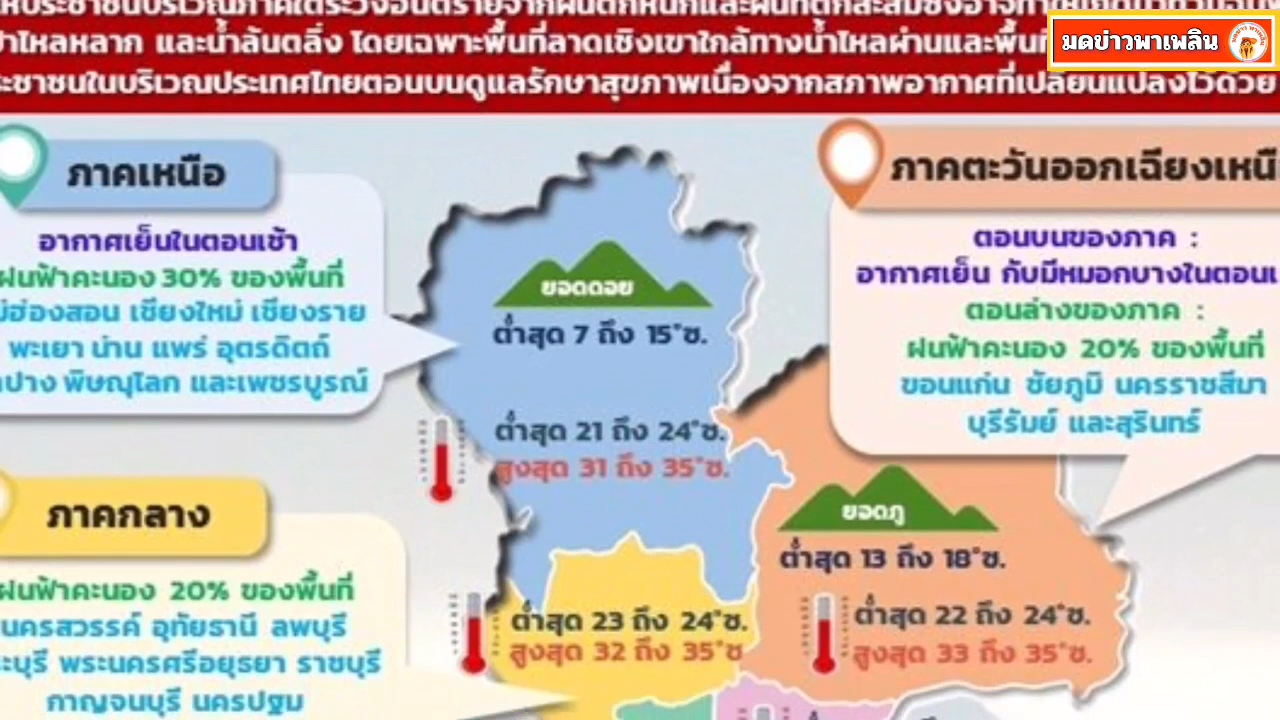 มดข่าวพาเพลิน
และน้ำล้นตลิ่ง โดยเฉพาะพื้นที่ลาดเชิงเขาใกล้ทางน้ำไหลผ่านและพื้นที่
ประชาชนในบริเวณประเทศไทยตอนบนดูแลรักษาสุขภาพเนื่องจากสภาพอากาศที่เปลี่ยนแปลงไว้ด้วย
ภาคเหนือ
อากาศเย็นในตอนเช้า
ฝนฟ้าคะนอง 30% ของพื้นที่
แม่ฮ่องสอน เชียงใหม่ เชียงราย
พะเยา น่าน แพร่ อุตรดิตถ์
ลำปาง พิษณุโลก และเพชรบูรณ์
ยอดดอย
ต่ำสุด 7 ถึง 15°ซ.
ต่ำสุด 21 ถึง 24°ซ.
สูงสุด 31 ถึง 35°ซ.
ภาคตะวันออกเฉียงเหนือ
ตอนบนของภาค :
อากาศเย็น กับมีหมอกบางในตอนเ
ตอนล่างของภาค :
ฝนฟ้าคะนอง 20% ของพื้นที่
ขอนแก่น ชัยภูมิ นครราชสีมา
บุรีรัมย์ และสุรินทร์
ยอดภู
ต่ำสุด 13 ถึง 18°ซ.
ต่ำสุด 22 ถึง 24°ซ.
สูงสุด 33 ถึง 35°ซ.
ภาคกลาง
ฝนฟ้าคะนอง 20% ของพื้นที่
นครสวรรค์ อุทัยธานี ลพบุรี
สระบุรี พระนครศรีอยุธยา ราชบุรี
กาญจนบุรี นครปฐม
ต่ำสุด 23 ถึง 24°ซ.
สูงสุด 32 ถึง 35°ซ